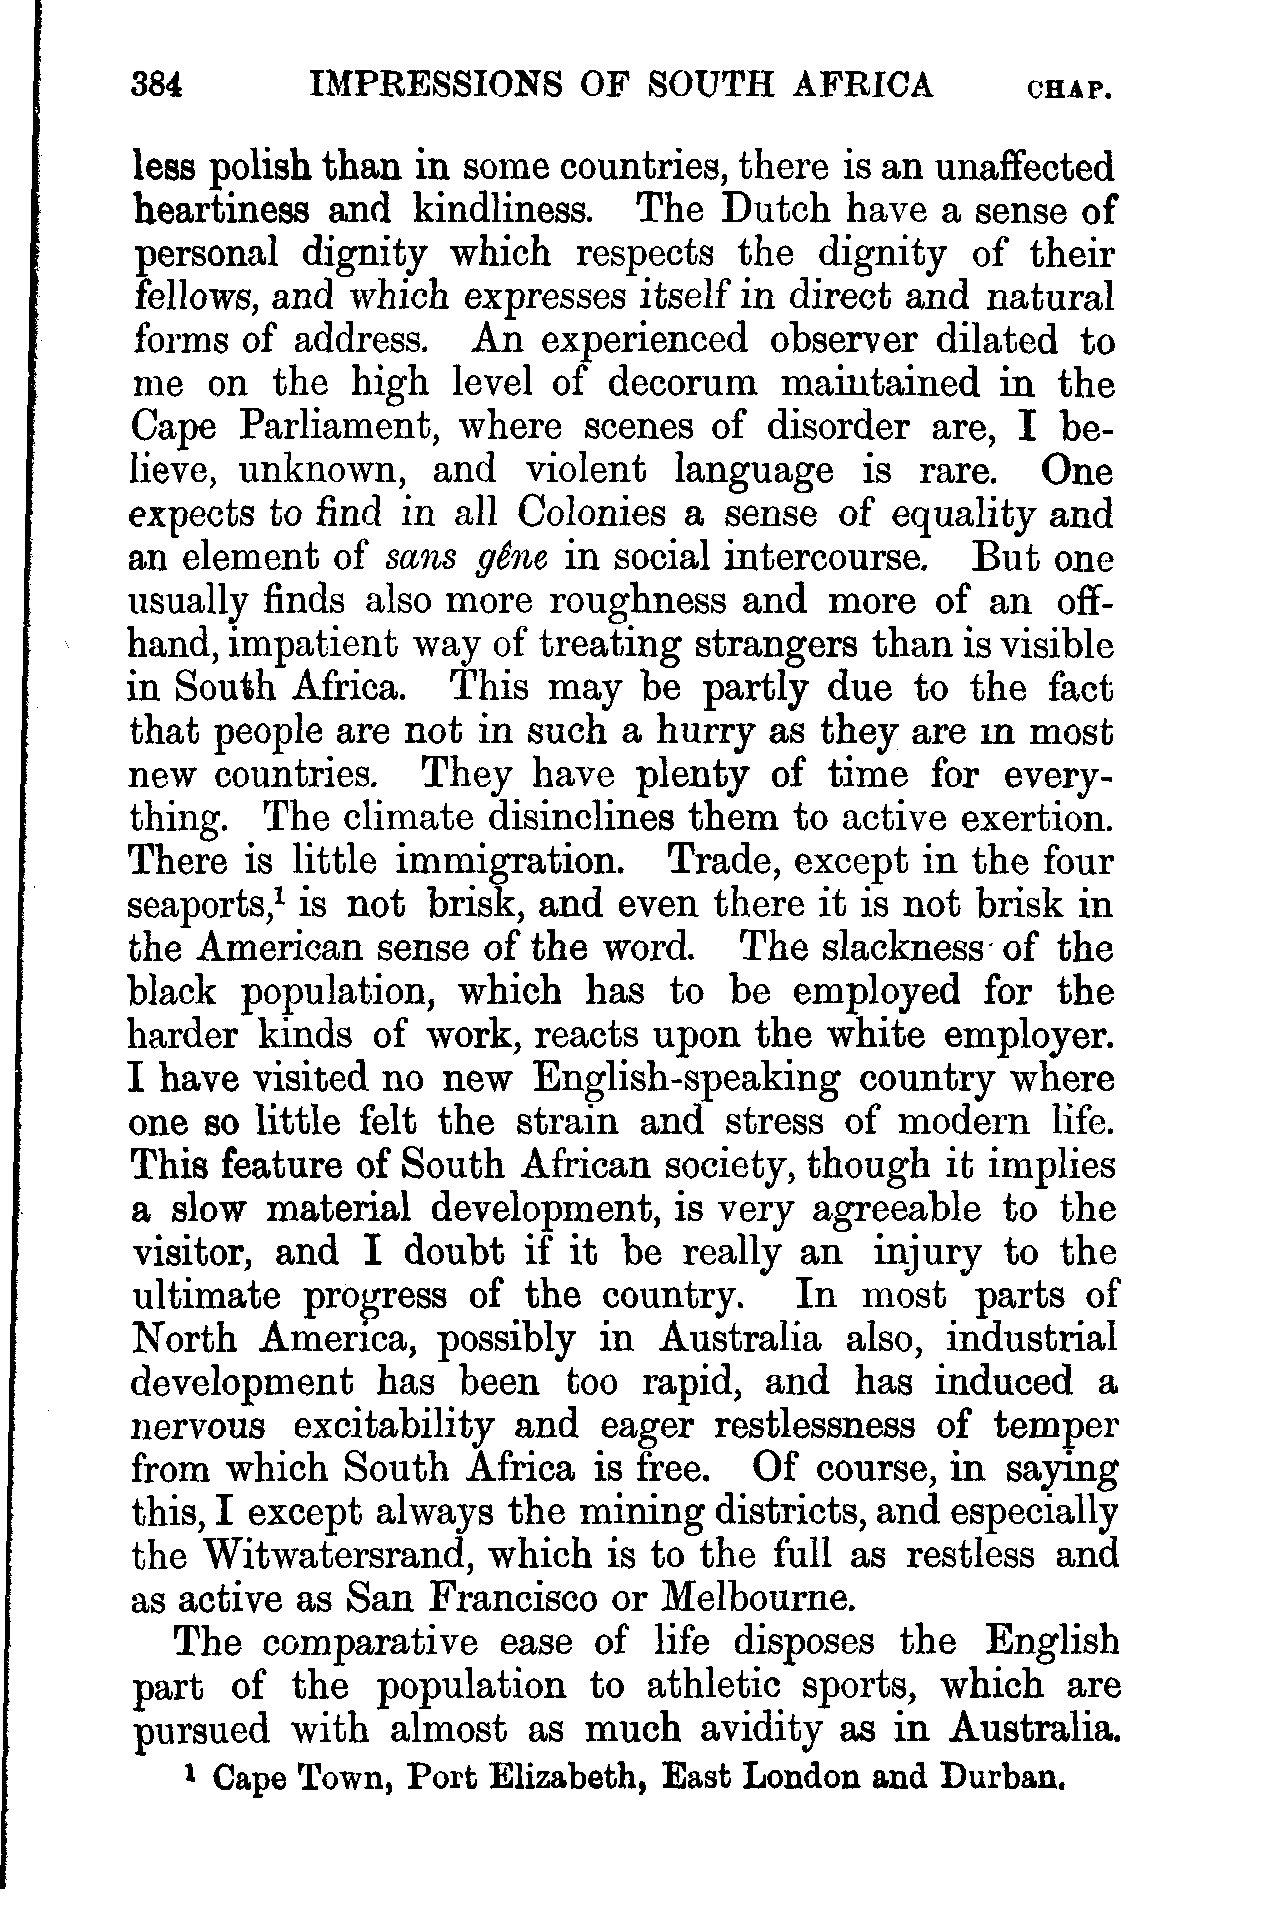 384 IMPRESSIONS OF SOUTH AFRICA CHAP.
less polish than in some countries, there is an unaffected
heartiness and kindliness. The Dutch have a sense of
personal dignity which respects the dignity of their
fellows, and which expresses itself in direct and natural
forms of address. An experienced observer dilated to
me on the high level of decorum maintained in the
Cape Parliament, where scenes of disorder are, I be-
lieve, unknown, and violent language is rare. One
expects to find in all Colonies a sense of equality and
an element of sans gêne in social intercourse. But one
usually finds also more roughness and more of an off-
hand, impatient way of treating strangers than is visible
in South Africa. This may be partly due to the fact
that people are not in such a hurry as they are in most
new countries. They have plenty of time for every-
thing. The climate disinclines them to active exertion.
There is little immigration. Trade, except in the four
seaports,¹ is not brisk, and even there it is not brisk in
the American sense of the word. The slackness of the
black population, which has to be employed for the
harder kinds of work, reacts upon the white employer.
I have visited no new English-speaking country where
one so little felt the strain and stress of modern life.
This feature of South African society, though it implies
a slow material development, is very agreeable to the
visitor, and I doubt if it be really an injury to the
ultimate progress of the country. In most parts of
North America, possibly in Australia also, industrial
development has been too rapid, and has induced a
nervous excitability and eager restlessness of temper
from which South Africa is free. Of course, in saying
this, I except always the mining districts, and especially
the Witwatersrand, which is to the full as restless and
as active as San Francisco or Melbourne.
The comparative ease of life disposes the English
part of the population to athletic sports, which are
pursued with almost as much avidity as in Australia.
¹ Cape Town, Port Elizabeth, East London and Durban.